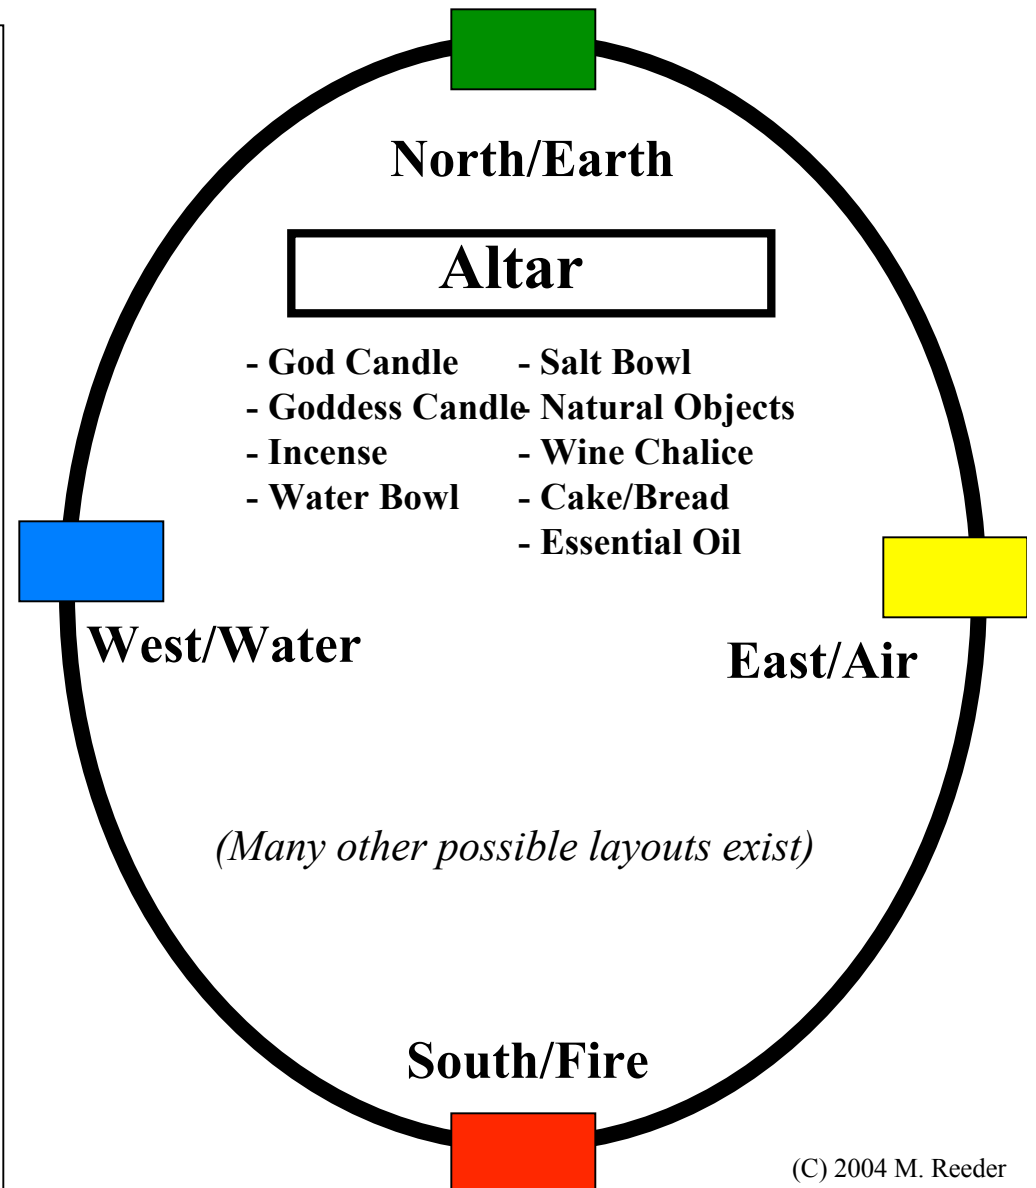 North/Earth
Altar
- God Candle - Salt Bowl
- Goddess Candle - Natural Objects
- Incense - Wine Chalice
- Water Bowl - Cake/Bread
- Essential Oil
West/Water
East/Air
(Many other possible layouts exist)
South/Fire
(C) 2004 M. Reeder